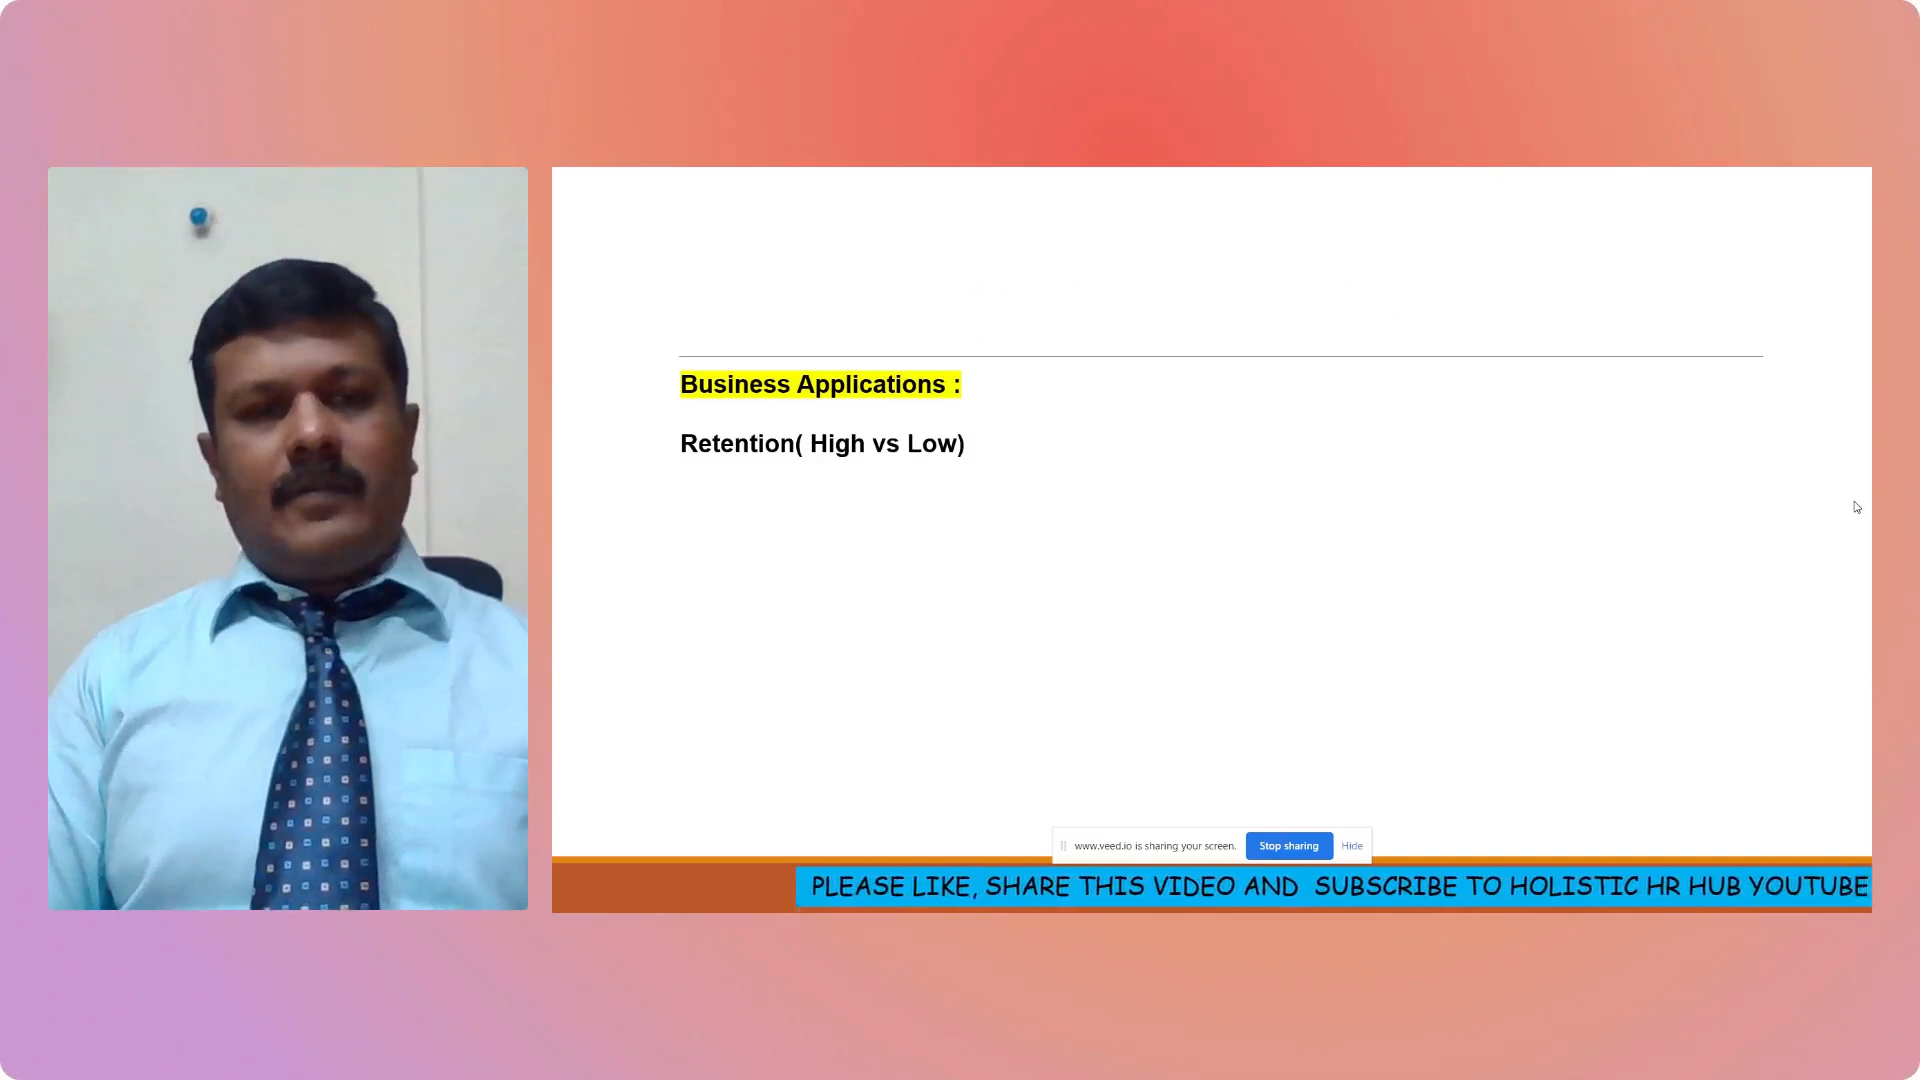 Business Applications :
Retention( High vs Low)
www.veed.io is sharing your screen.
Stop sharing
Hide
PLEASE LIKE, SHARE THIS VIDEO AND SUBSCRIBE TO HOLISTIC HR HUB YOUTUBE